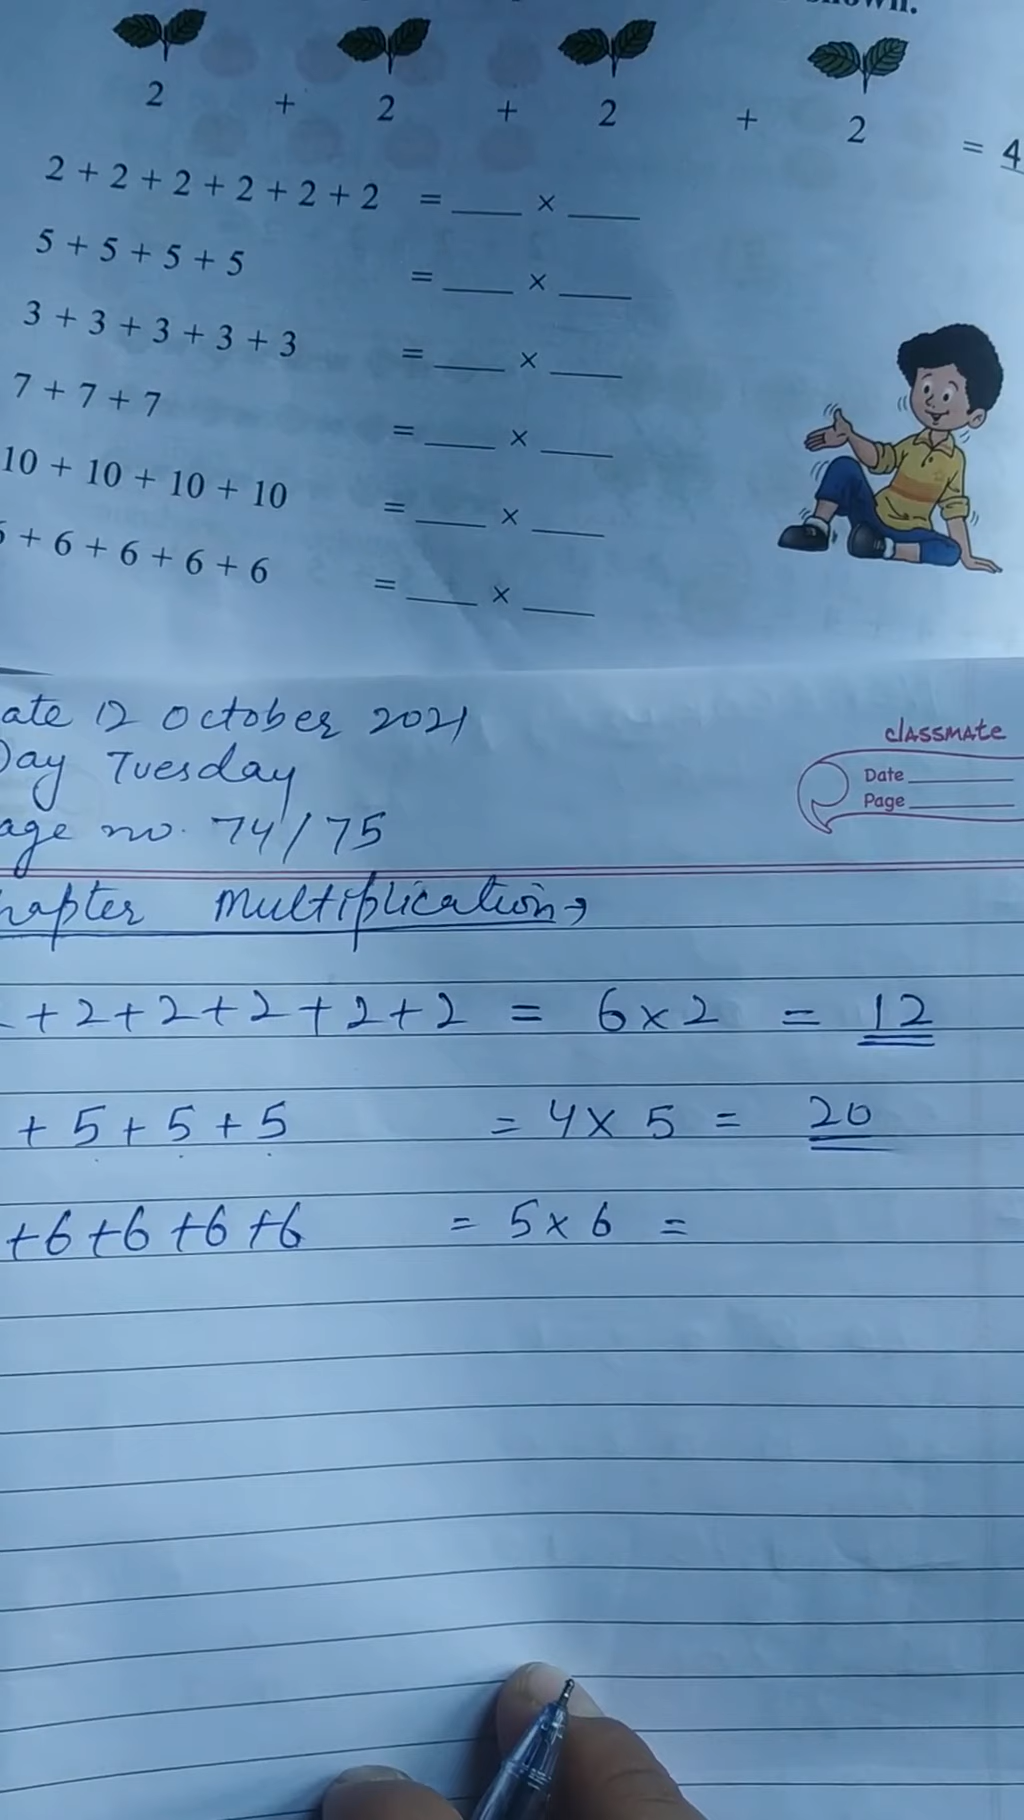 2 + 2 + 2 + 2 = 4
2 + 2 + 2 + 2 + 2 + 2 = ___ × ___
5 + 5 + 5 + 5 = ___ × ___
3 + 3 + 3 + 3 + 3 = ___ × ___
7 + 7 + 7 = ___ × ___
10 + 10 + 10 + 10 = ___ × ___
+ 6 + 6 + 6 + 6 = ___ × ___
ate 12 October 2021
Day Tuesday
age no. 74/75
classmate
Date
Page
hapter Multiplication
+2+2+2+2+2 = 6×2 = 12
+5+5+5 = 4×5 = 20
+6+6+6+6 = 5×6 =